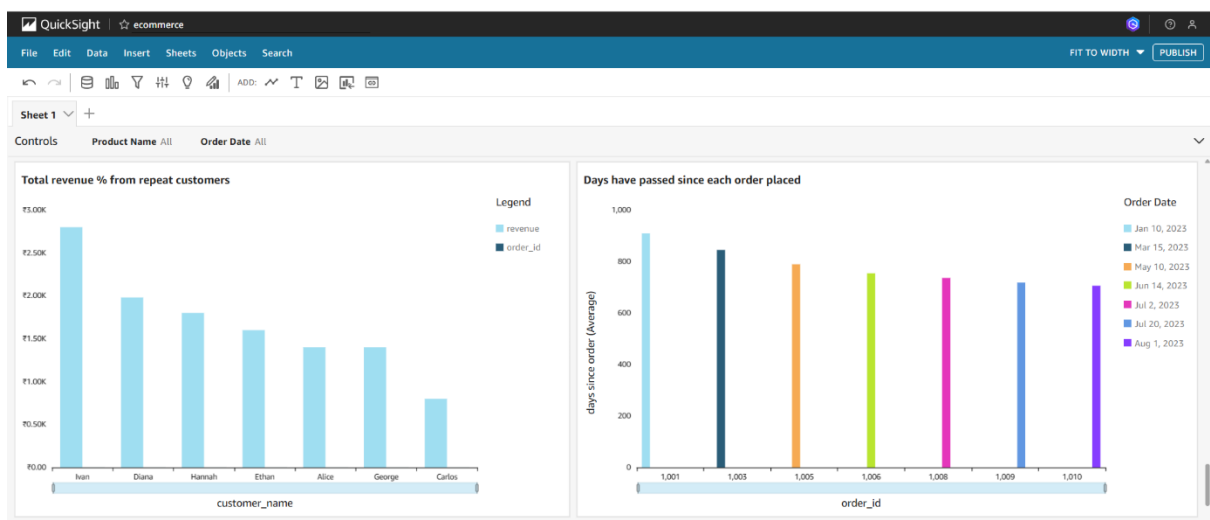 QuickSight ecommerce
File Edit Data Insert Sheets Objects Search FIT TO WIDTH PUBLISH
ADD:
Sheet 1
Controls Product Name All Order Date All
Total revenue % from repeat customers
₹3.00K
₹2.50K
₹2.00K
₹1.50K
₹1.00K
₹0.50K
₹0.00
Ivan Diana Hannah Ethan Alice George Carlos
customer_name
Legend
revenue
order_id
Days have passed since each order placed
days since order (Average)
1,000
800
600
400
200
0
1,001 1,003 1,005 1,006 1,008 1,009 1,010
order_id
Order Date
Jan 10, 2023
Mar 15, 2023
May 10, 2023
Jun 14, 2023
Jul 2, 2023
Jul 20, 2023
Aug 1, 2023